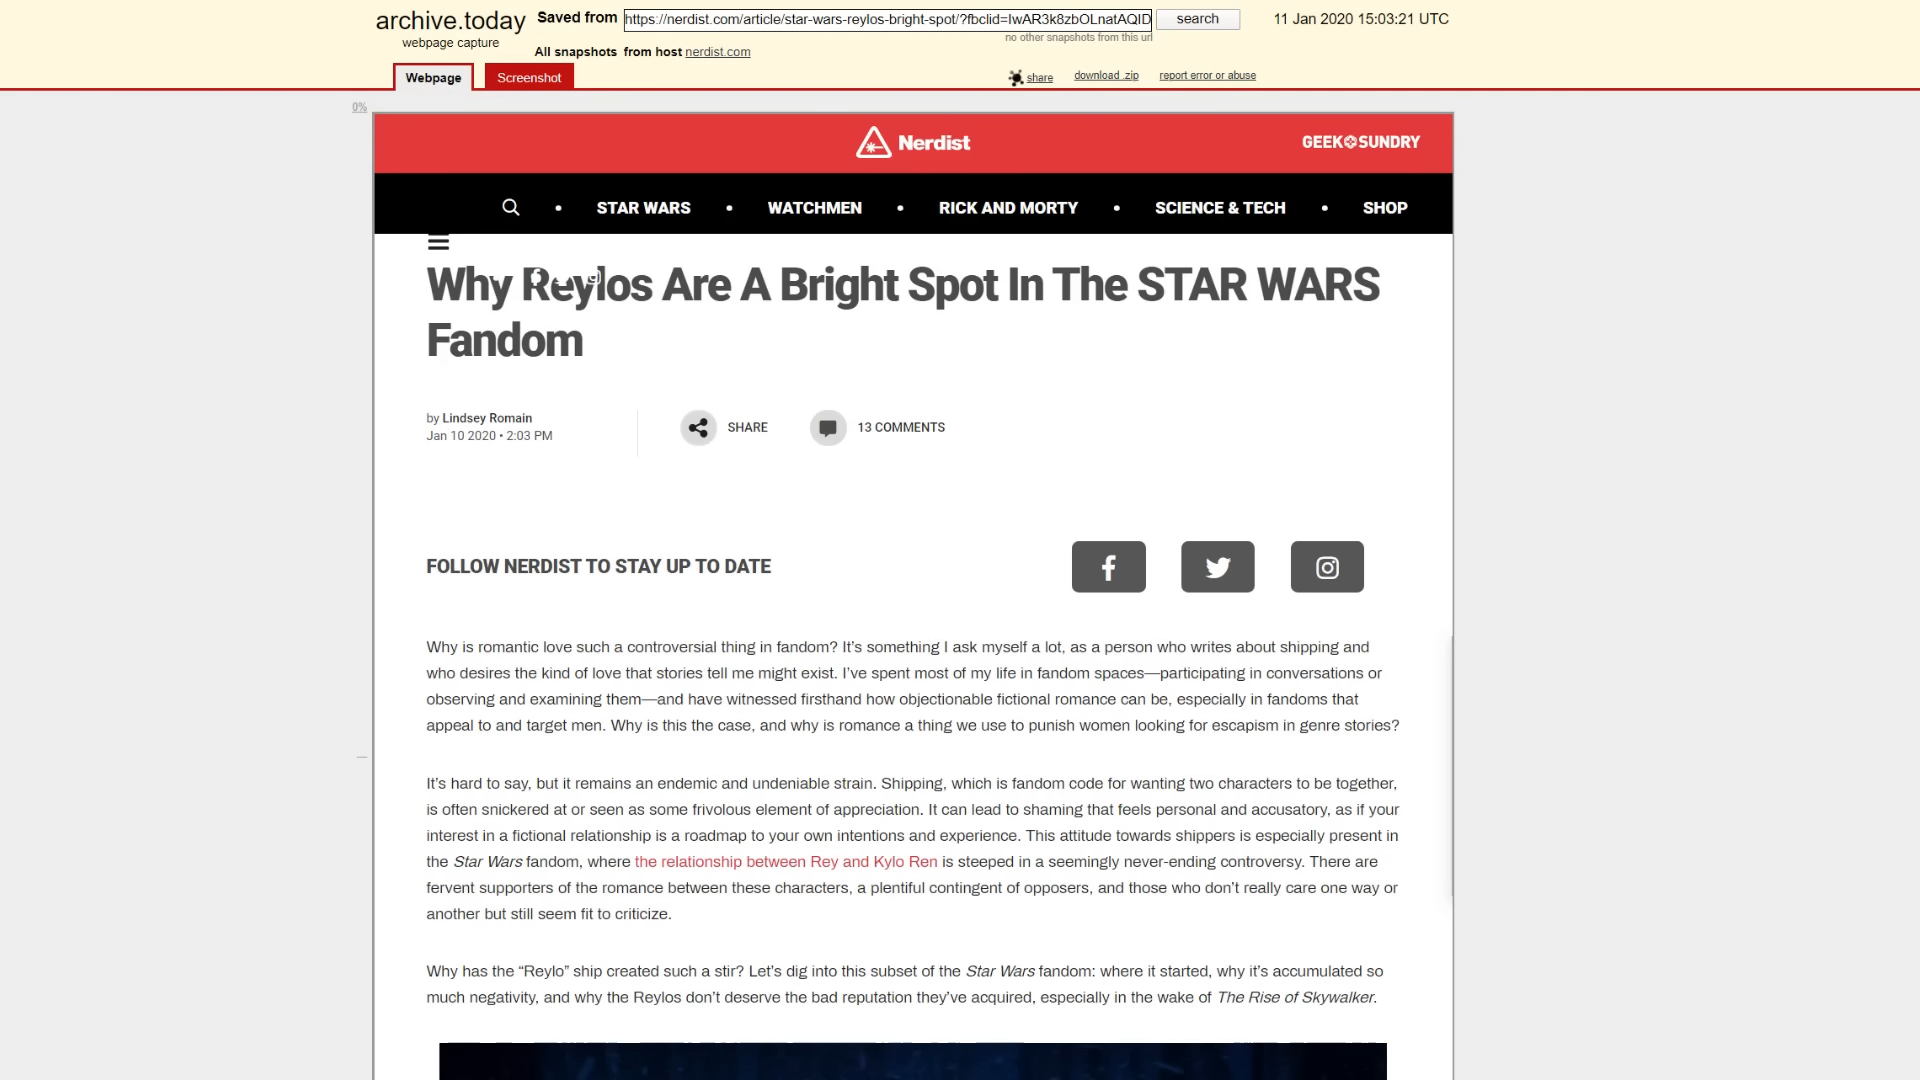 archive.today
webpage capture
Saved from
https://nerdist.com/article/star-wars-reylos-bright-spot/?fbclid=IwAR3k8zbOLnatAQID
search
11 Jan 2020 15:03:21 UTC
no other snapshots from this url
All snapshots from host nerdist.com
Webpage
Screenshot
share
download .zip
report error or abuse
0%
Nerdist
GEEK SUNDRY
• STAR WARS • WATCHMEN • RICK AND MORTY • SCIENCE & TECH • SHOP
Why Reylos Are A Bright Spot In The STAR WARS
Fandom
by Lindsey Romain
Jan 10 2020 • 2:03 PM
SHARE
13 COMMENTS
FOLLOW NERDIST TO STAY UP TO DATE
Why is romantic love such a controversial thing in fandom? It's something I ask myself a lot, as a person who writes about shipping and
who desires the kind of love that stories tell me might exist. I've spent most of my life in fandom spaces—participating in conversations or
observing and examining them—and have witnessed firsthand how objectionable fictional romance can be, especially in fandoms that
appeal to and target men. Why is this the case, and why is romance a thing we use to punish women looking for escapism in genre stories?
It's hard to say, but it remains an endemic and undeniable strain. Shipping, which is fandom code for wanting two characters to be together,
is often snickered at or seen as some frivolous element of appreciation. It can lead to shaming that feels personal and accusatory, as if your
interest in a fictional relationship is a roadmap to your own intentions and experience. This attitude towards shippers is especially present in
the Star Wars fandom, where the relationship between Rey and Kylo Ren is steeped in a seemingly never-ending controversy. There are
fervent supporters of the romance between these characters, a plentiful contingent of opposers, and those who don't really care one way or
another but still seem fit to criticize.
Why has the “Reylo” ship created such a stir? Let's dig into this subset of the Star Wars fandom: where it started, why it's accumulated so
much negativity, and why the Reylos don't deserve the bad reputation they've acquired, especially in the wake of The Rise of Skywalker.